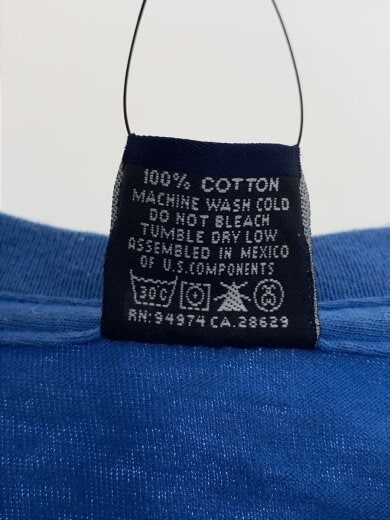 100% COTTON
MACHINE WASH COLD
DO NOT BLEACH
TUMBLE DRY LOW
ASSEMBLED IN MEXICO
OF U.S.COMPONENTS
30C
RN:94974 CA.28629